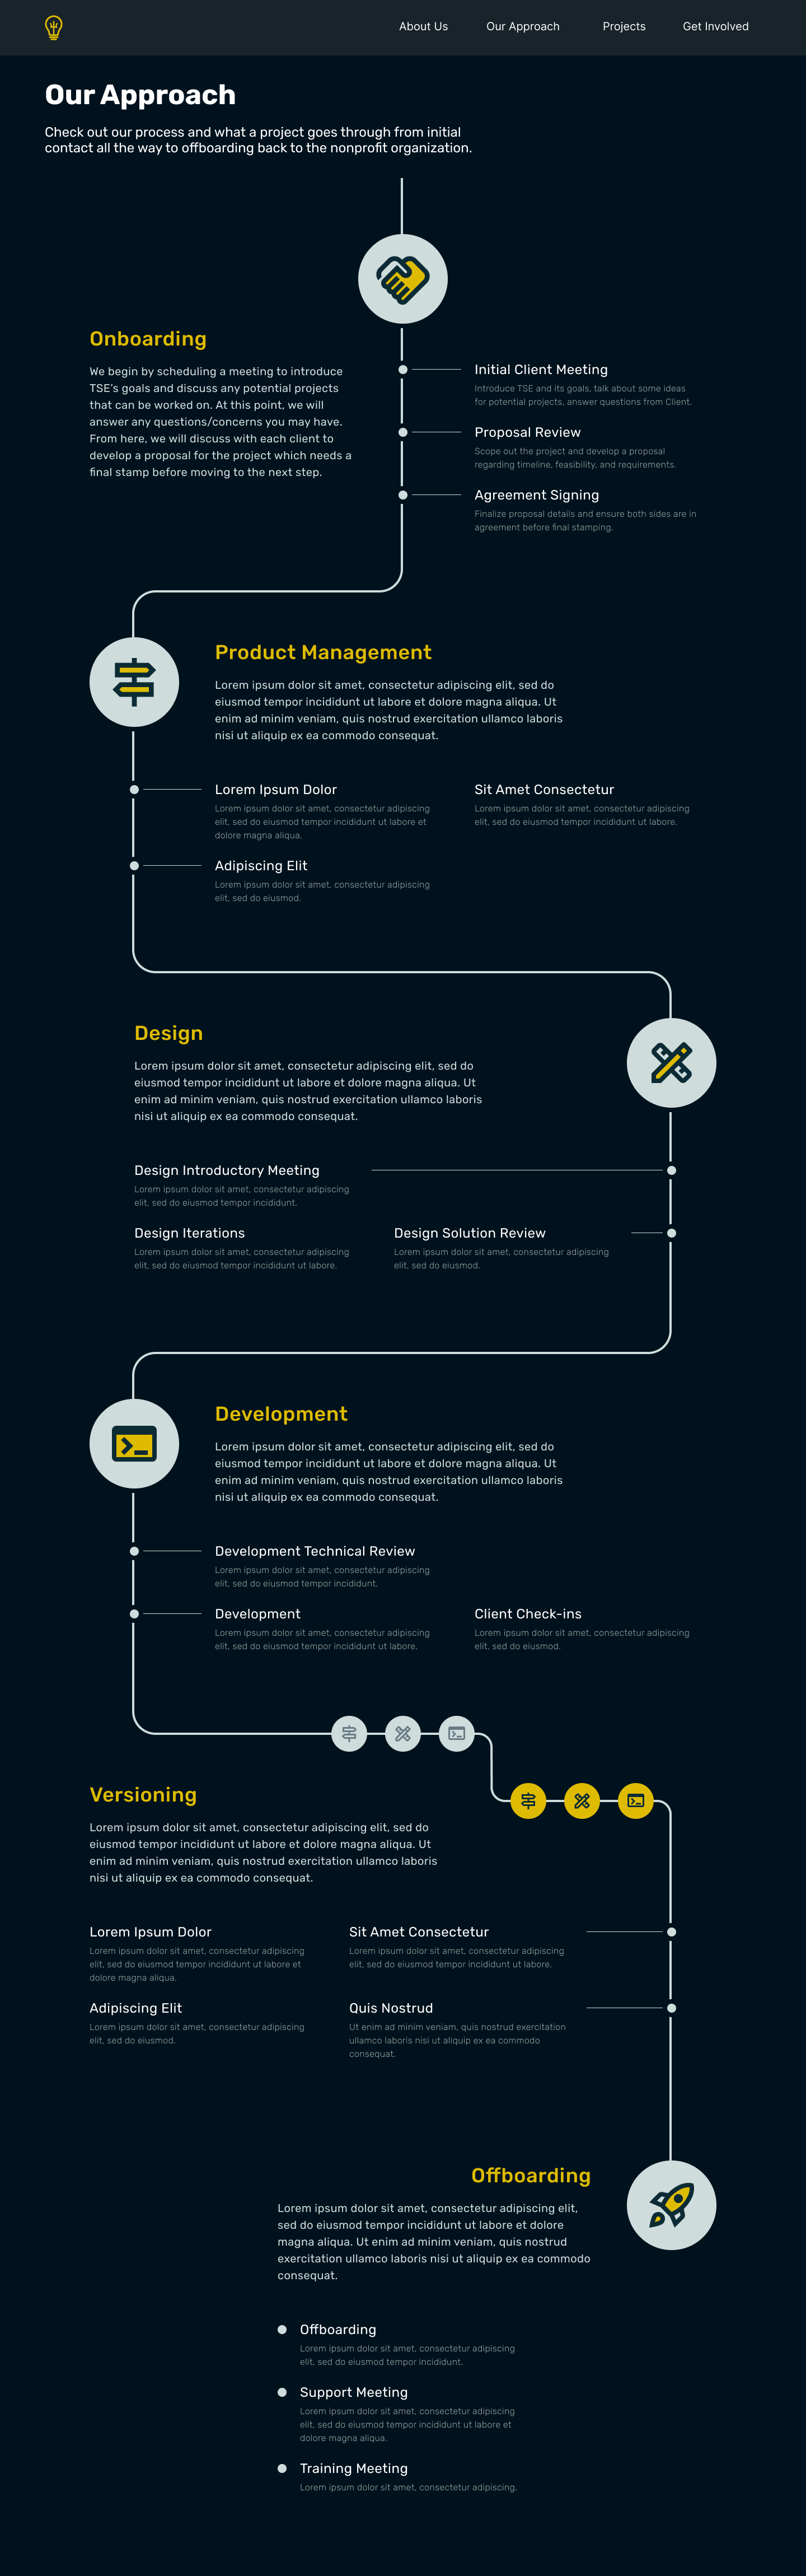 About Us
Our Approach
Projects
Get Involved
Our Approach
Check out our process and what a project goes through from initial
contact all the way to offboarding back to the nonprofit organization.
Onboarding
We begin by scheduling a meeting to introduce
TSE's goals and discuss any potential projects
that can be worked on. At this point, we will
answer any questions/concerns you may have.
From here, we will discuss with each client to
develop a proposal for the project which needs a
final stamp before moving to the next step.
Initial Client Meeting
Introduce TSE and its goals, talk about some ideas
for potential projects, answer questions from Client.
Proposal Review
Scope out the project and develop a proposal
regarding timeline, feasibility, and requirements.
Agreement Signing
Finalize proposal details and ensure both sides are in
agreement before final stamping.
Product Management
Lorem ipsum dolor sit amet, consectetur adipiscing elit, sed do
eiusmod tempor incididunt ut labore et dolore magna aliqua. Ut
enim ad minim veniam, quis nostrud exercitation ullamco laboris
nisi ut aliquip ex ea commodo consequat.
Lorem Ipsum Dolor
Lorem ipsum dolor sit amet, consectetur adipiscing
elit, sed do eiusmod tempor incididunt ut labore et
dolore magna aliqua.
Sit Amet Consectetur
Lorem ipsum dolor sit amet, consectetur adipiscing
elit, sed do eiusmod tempor incididunt ut labore.
Adipiscing Elit
Lorem ipsum dolor sit amet, consectetur adipiscing
elit, sed do eiusmod.
Design
Lorem ipsum dolor sit amet, consectetur adipiscing elit, sed do
eiusmod tempor incididunt ut labore et dolore magna aliqua. Ut
enim ad minim veniam, quis nostrud exercitation ullamco laboris
nisi ut aliquip ex ea commodo consequat.
Design Introductory Meeting
Lorem ipsum dolor sit amet, consectetur adipiscing
elit, sed do eiusmod tempor incididunt.
Design Iterations
Lorem ipsum dolor sit amet, consectetur adipiscing
elit, sed do eiusmod tempor incididunt ut labore.
Design Solution Review
Lorem ipsum dolor sit amet, consectetur adipiscing
elit, sed do eiusmod.
Development
Lorem ipsum dolor sit amet, consectetur adipiscing elit, sed do
eiusmod tempor incididunt ut labore et dolore magna aliqua. Ut
enim ad minim veniam, quis nostrud exercitation ullamco laboris
nisi ut aliquip ex ea commodo consequat.
Development Technical Review
Lorem ipsum dolor sit amet, consectetur adipiscing
elit, sed do eiusmod tempor incididunt.
Development
Lorem ipsum dolor sit amet, consectetur adipiscing
elit, sed do eiusmod tempor incididunt ut labore.
Client Check-ins
Lorem ipsum dolor sit amet, consectetur adipiscing
elit, sed do eiusmod.
Versioning
Lorem ipsum dolor sit amet, consectetur adipiscing elit, sed do
eiusmod tempor incididunt ut labore et dolore magna aliqua. Ut
enim ad minim veniam, quis nostrud exercitation ullamco laboris
nisi ut aliquip ex ea commodo consequat.
Lorem Ipsum Dolor
Lorem ipsum dolor sit amet, consectetur adipiscing
elit, sed do eiusmod tempor incididunt ut labore et
dolore magna aliqua.
Sit Amet Consectetur
Lorem ipsum dolor sit amet, consectetur adipiscing
elit, sed do eiusmod tempor incididunt ut labore.
Adipiscing Elit
Lorem ipsum dolor sit amet, consectetur adipiscing
elit, sed do eiusmod.
Quis Nostrud
Ut enim ad minim veniam, quis nostrud exercitation
ullamco laboris nisi ut aliquip ex ea commodo
consequat.
Offboarding
Lorem ipsum dolor sit amet, consectetur adipiscing elit,
sed do eiusmod tempor incididunt ut labore et dolore
magna aliqua. Ut enim ad minim veniam, quis nostrud
exercitation ullamco laboris nisi ut aliquip ex ea commodo
consequat.
Offboarding
Lorem ipsum dolor sit amet, consectetur adipiscing
elit, sed do eiusmod tempor incididunt.
Support Meeting
Lorem ipsum dolor sit amet, consectetur adipiscing
elit, sed do eiusmod tempor incididunt ut labore et
dolore magna aliqua.
Training Meeting
Lorem ipsum dolor sit amet, consectetur adipiscing.